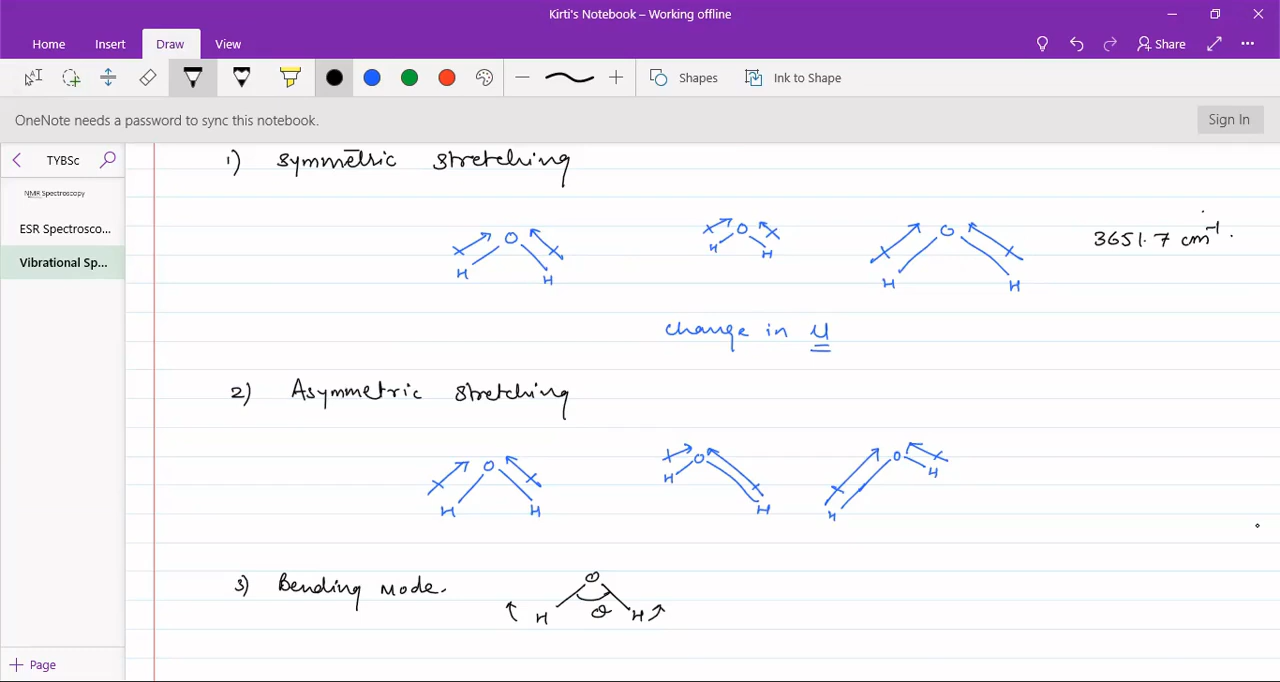 Kirti's Notebook – Working offline
Home Insert Draw View Share
Shapes Ink to Shape
OneNote needs a password to sync this notebook. Sign In
TYBSc
NMR Spectroscopy
ESR Spectrosco...
Vibrational Sp...
1) Symmetric stretching
O O O 3651.7 cm⁻¹.
H H H H H H
change in μ
2) Asymmetric stretching
O O O
H H H H H H
3) Bending mode.
O
H θ H
Page